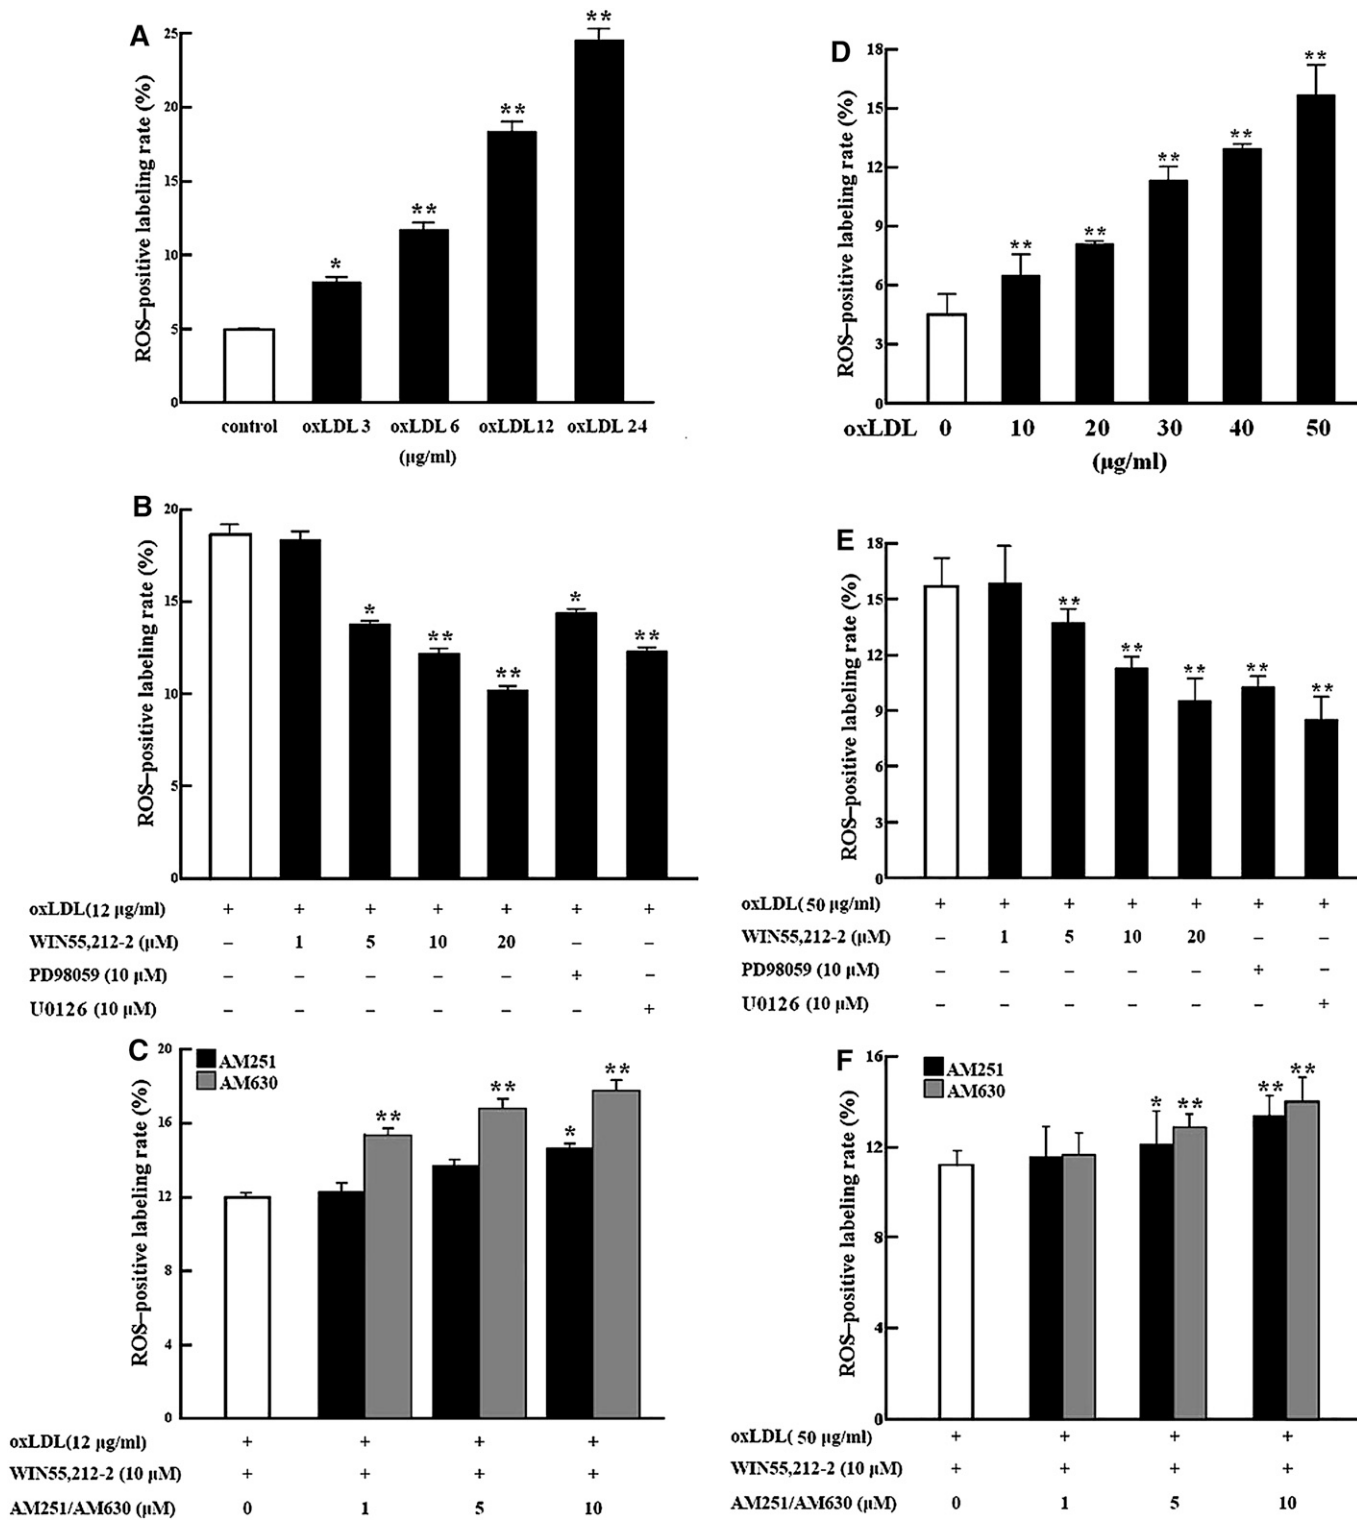 A
ROS–positive labeling rate (%)
25
20
15
10
5
0
*
**
**
**
control oxLDL 3 oxLDL 6 oxLDL 12 oxLDL 24
(µg/ml)
D
ROS–positive labeling rate (%)
18
15
12
9
6
3
0
**
**
**
**
**
oxLDL 0 10 20 30 40 50
(µg/ml)
B
ROS–positive labeling rate (%)
20
15
10
5
0
*
**
**
*
**
oxLDL(12 µg/ml) + + + + + + +
WIN55,212-2 (µM) – 1 5 10 20 – –
PD98059 (10 µM) – – – – – + –
U0126 (10 µM) – – – – – – +
E
ROS–positive labeling rate (%)
18
15
12
9
6
3
0
**
**
**
**
**
oxLDL( 50 µg/ml) + + + + + + +
WIN55,212-2 (µM) – 1 5 10 20 – –
PD98059 (10 µM) – – – – – + –
U0126 (10 µM) – – – – – – +
C
ROS–positive labeling rate (%)
20
16
12
8
4
0
AM251
AM630
**
**
*
**
oxLDL(12 µg/ml) + + + +
WIN55,212-2 (10 µM) + + + +
AM251/AM630 (µM) 0 1 5 10
F
ROS–positive labeling rate (%)
16
12
8
4
0
AM251
AM630
*
**
**
**
oxLDL( 50 µg/ml) + + + +
WIN55,212-2 (10 µM) + + + +
AM251/AM630 (µM) 0 1 5 10